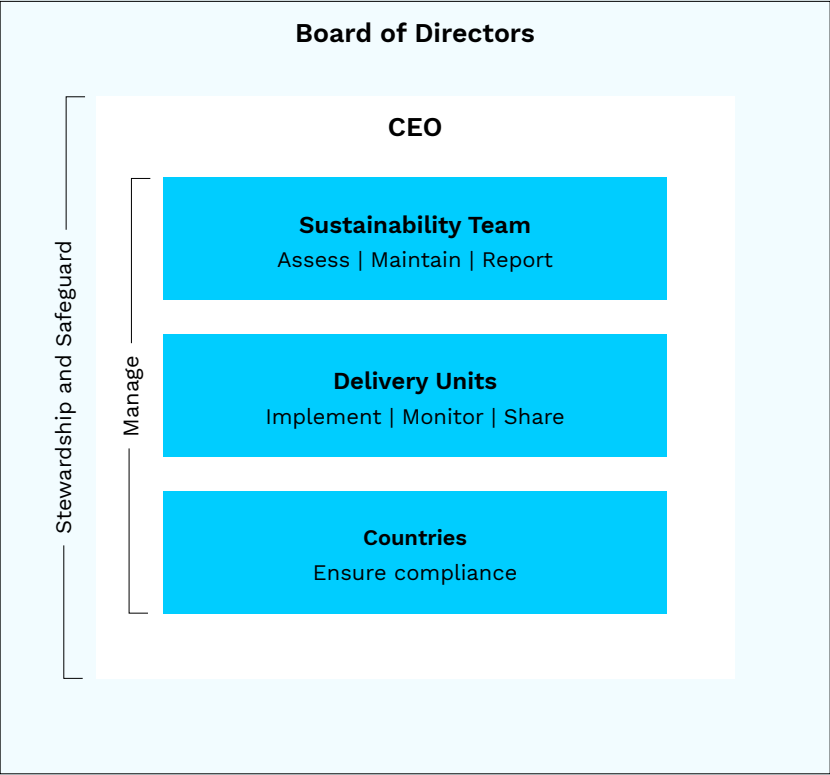 Board of Directors
CEO
Stewardship and Safeguard
Manage
Sustainability Team
Assess | Maintain | Report
Delivery Units
Implement | Monitor | Share
Countries
Ensure compliance